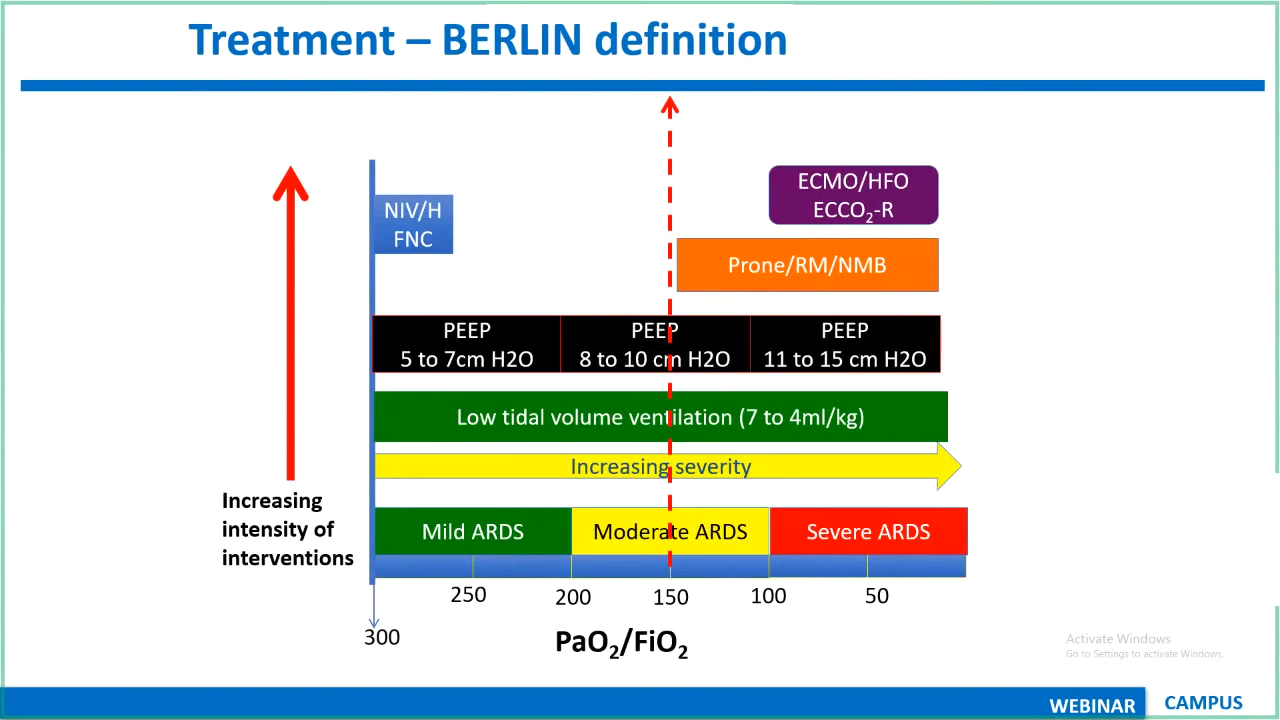 Treatment – BERLIN definition
ECMO/HFO
ECCO₂-R
NIV/H
FNC
Prone/RM/NMB
PEEP
5 to 7cm H2O
PEEP
8 to 10 cm H2O
PEEP
11 to 15 cm H2O
Low tidal volume ventilation (7 to 4ml/kg)
Increasing severity
Increasing
intensity of
interventions
Mild ARDS
Moderate ARDS
Severe ARDS
300
250
200
150
100
50
PaO₂/FiO₂
Activate Windows
Go to Settings to activate Windows.
WEBINAR
CAMPUS